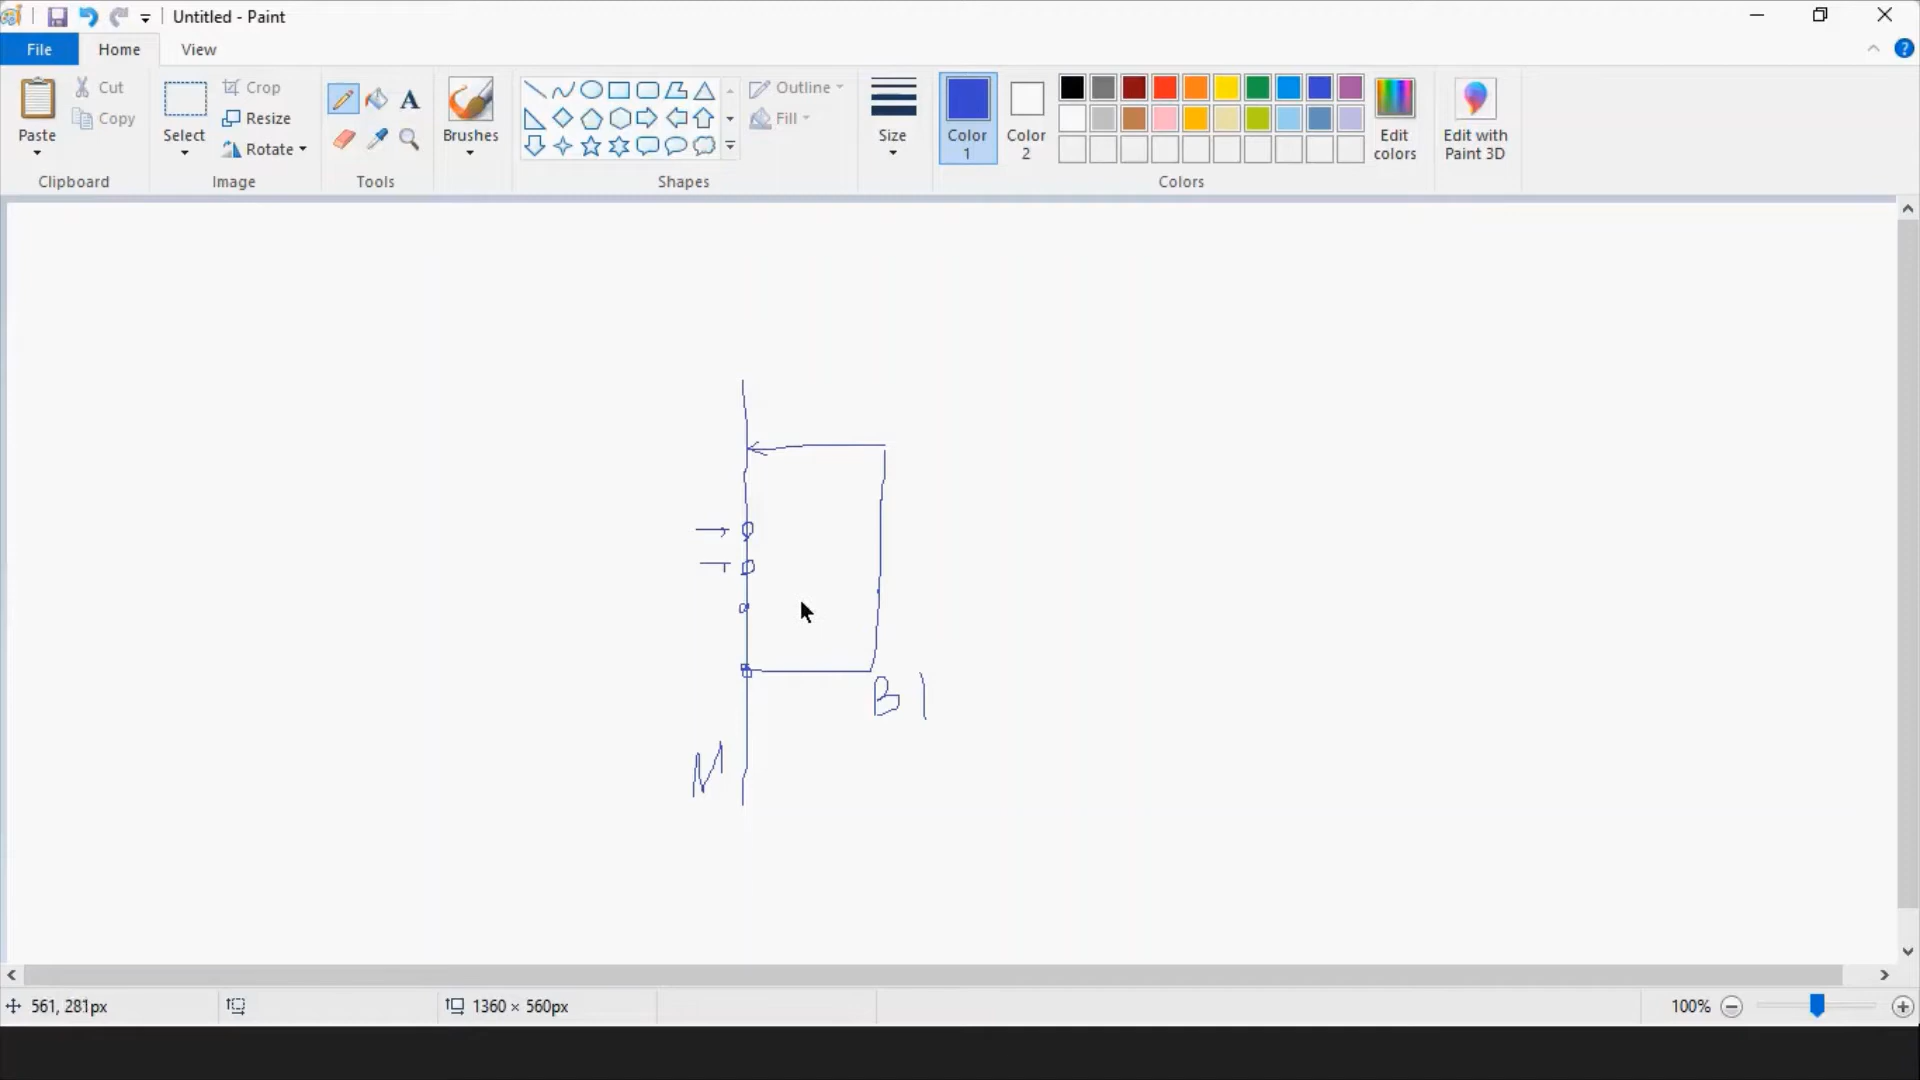 Untitled - Paint
File Home View
Paste
Cut
Copy
Clipboard
Select
Crop
Resize
Rotate
Image
A
Tools
Brushes
Shapes
Outline
Fill
Size
Color 1
Color 2
Edit colors
Edit with Paint 3D
Colors
B1
M
561, 281px
1360 × 560px
100%